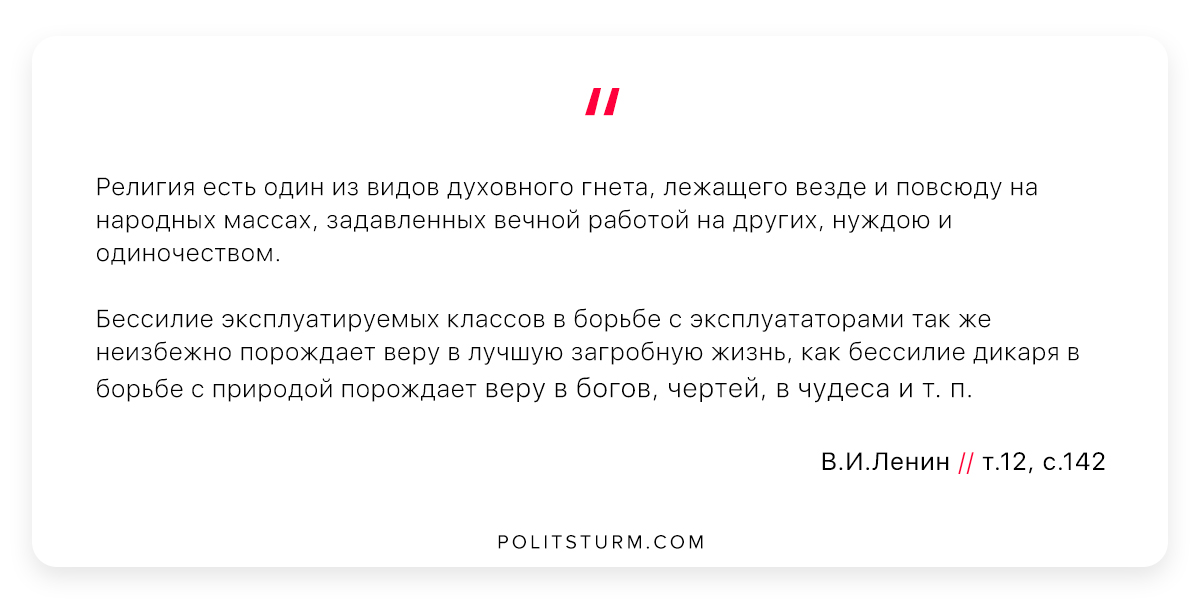 Религия есть один из видов духовного гнета, лежащего везде и повсюду на
народных массах, задавленных вечной работой на других, нуждою и
одиночеством.
Бессилие эксплуатируемых классов в борьбе с эксплуататорами так же
неизбежно порождает веру в лучшую загробную жизнь, как бессилие дикаря в
борьбе с природой порождает веру в богов, чертей, в чудеса и т. п.
В.И.Ленин // т.12, с.142
POLITSTURM.COM